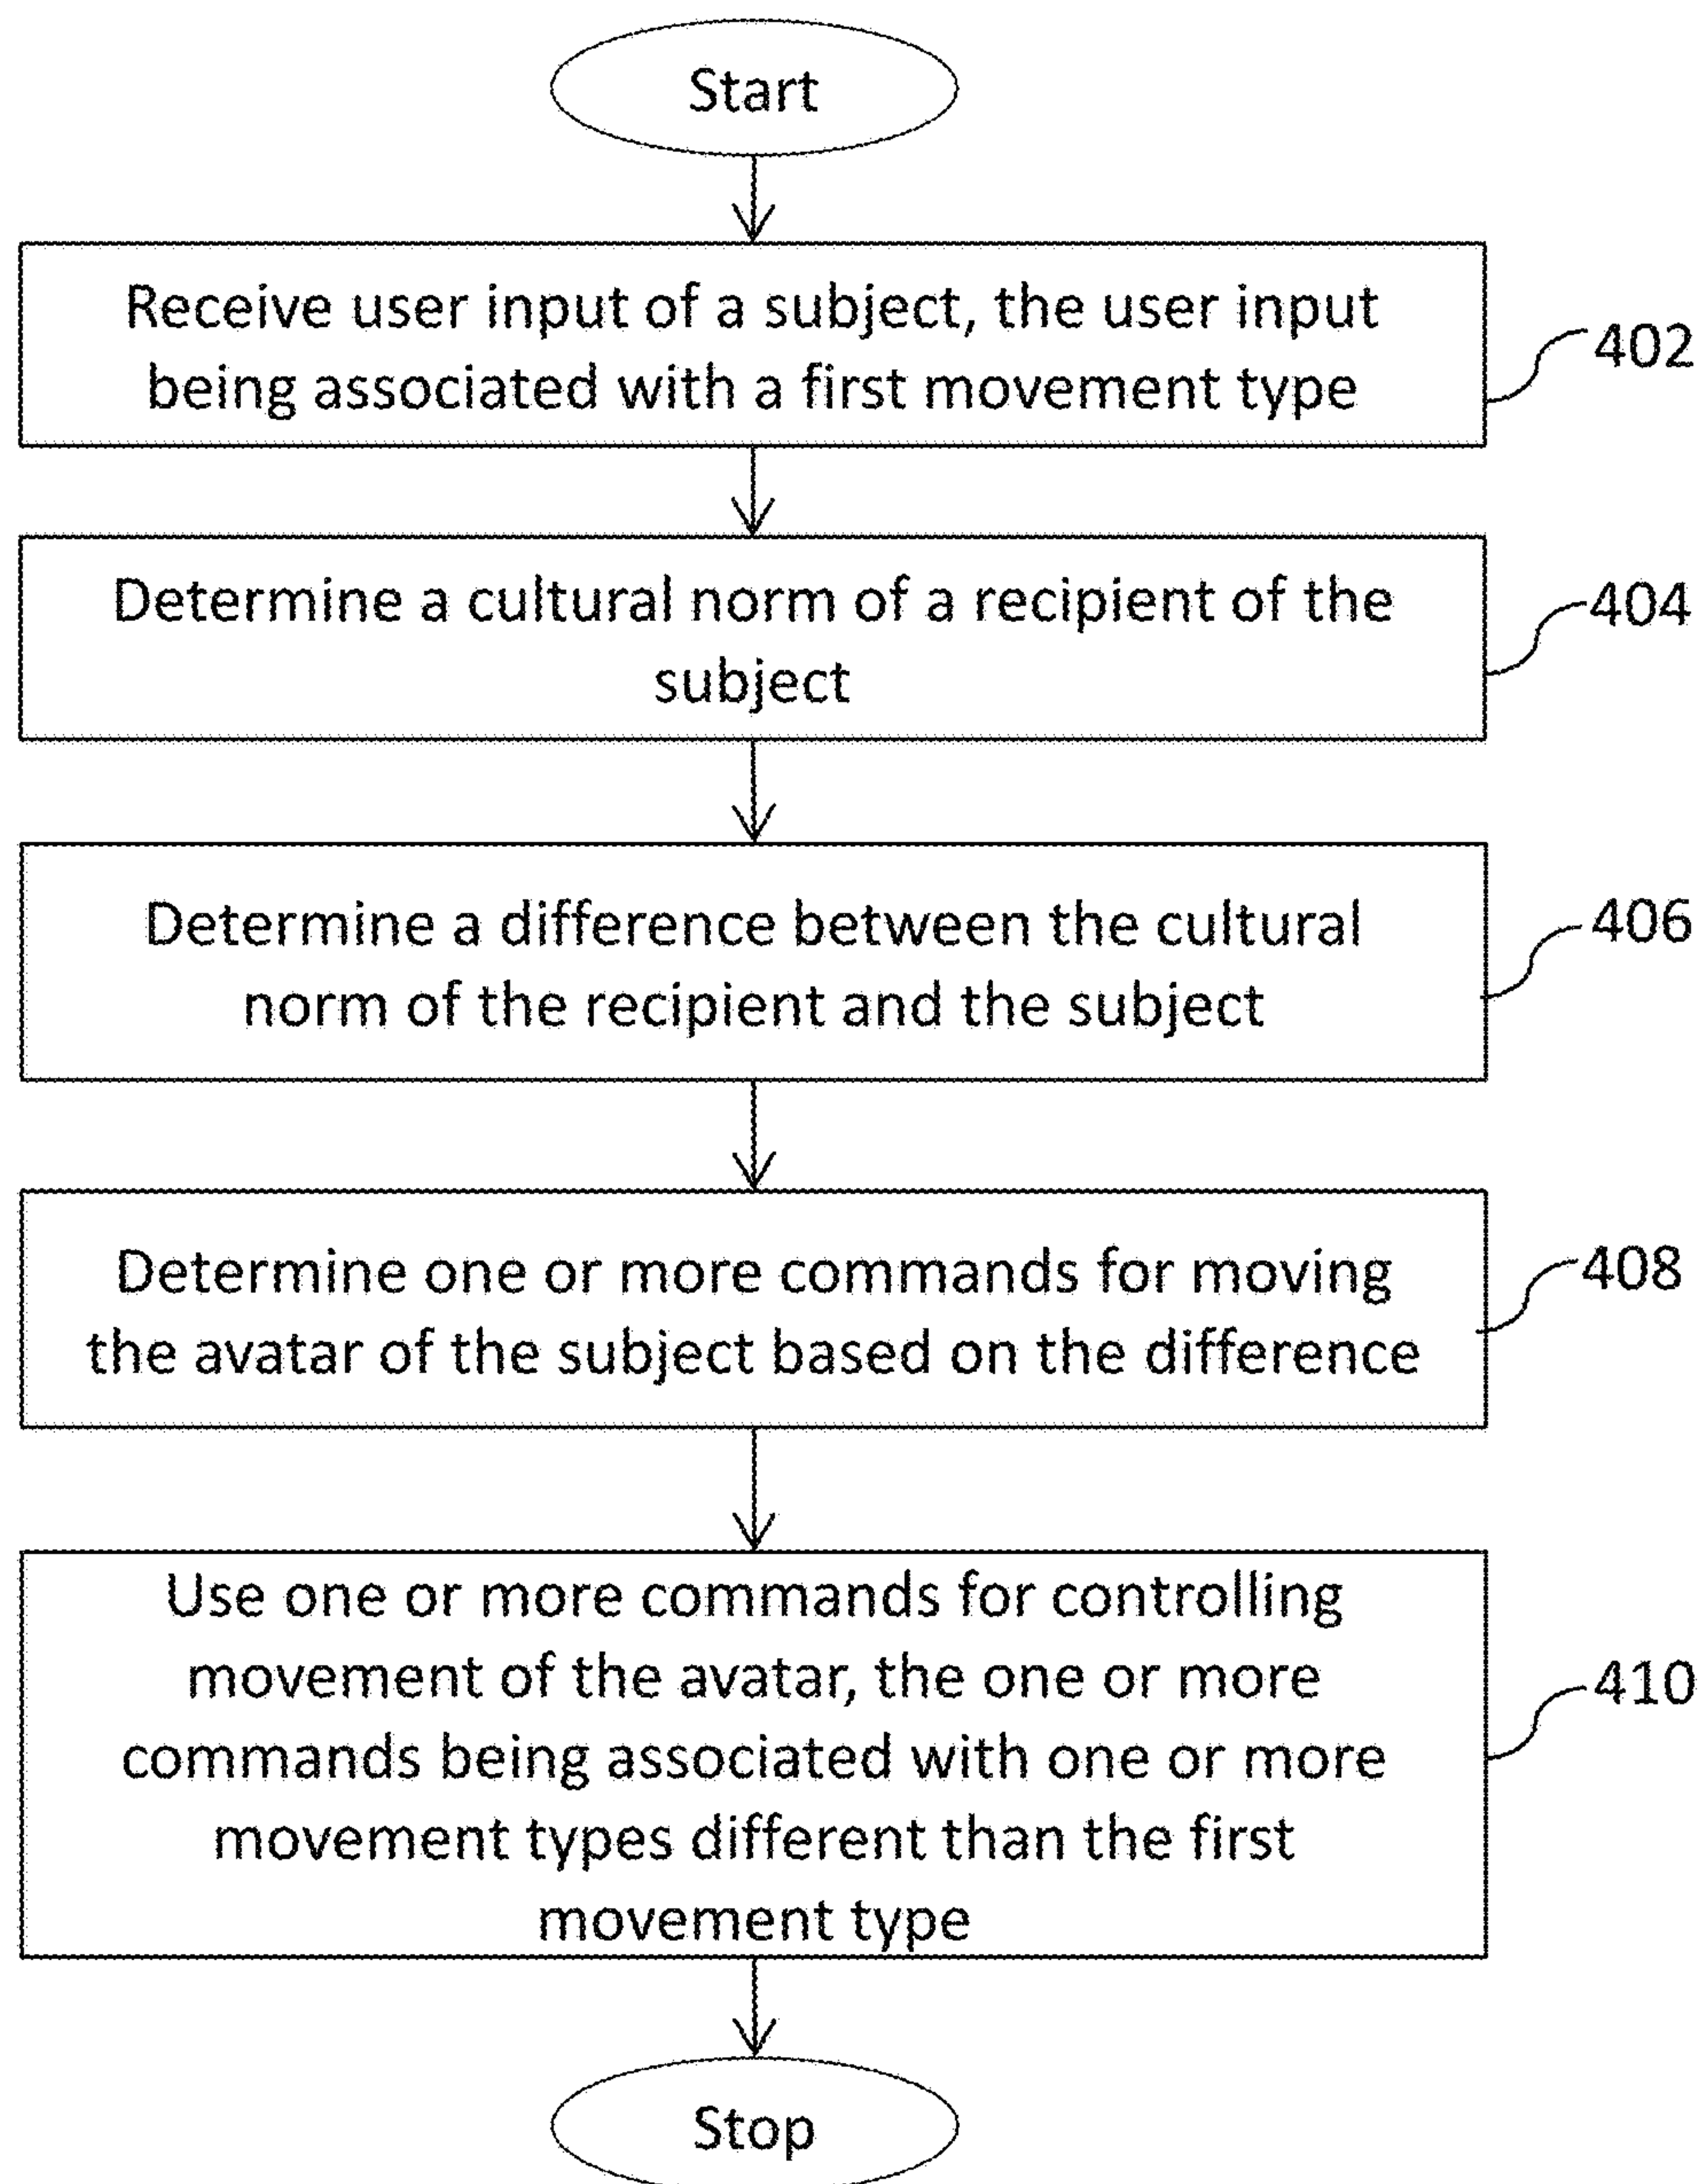 Start
Receive user input of a subject, the user input
being associated with a first movement type
402
Determine a cultural norm of a recipient of the
subject
404
Determine a difference between the cultural
norm of the recipient and the subject
406
Determine one or more commands for moving
the avatar of the subject based on the difference
408
Use one or more commands for controlling
movement of the avatar, the one or more
commands being associated with one or more
movement types different than the first
movement type
410
Stop